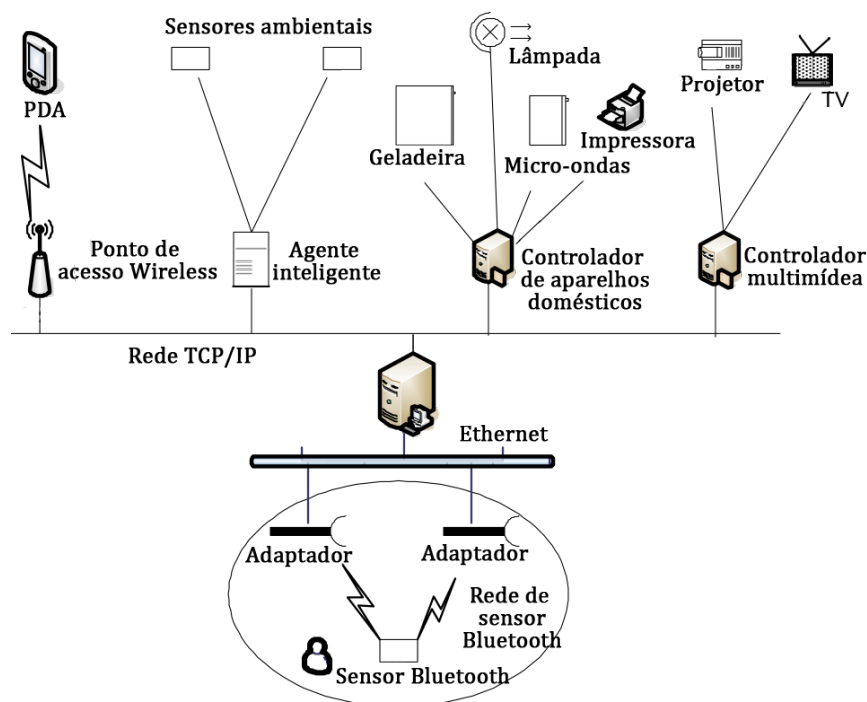 Sensores ambientais
Lâmpada
Projetor
TV
PDA
Geladeira
Micro-ondas
Impressora
Ponto de
acesso Wireless
Agente
inteligente
Controlador
de aparelhos
domésticos
Controlador
multimídea
Rede TCP/IP
Ethernet
Adaptador
Adaptador
Rede de
sensor
Bluetooth
Sensor Bluetooth